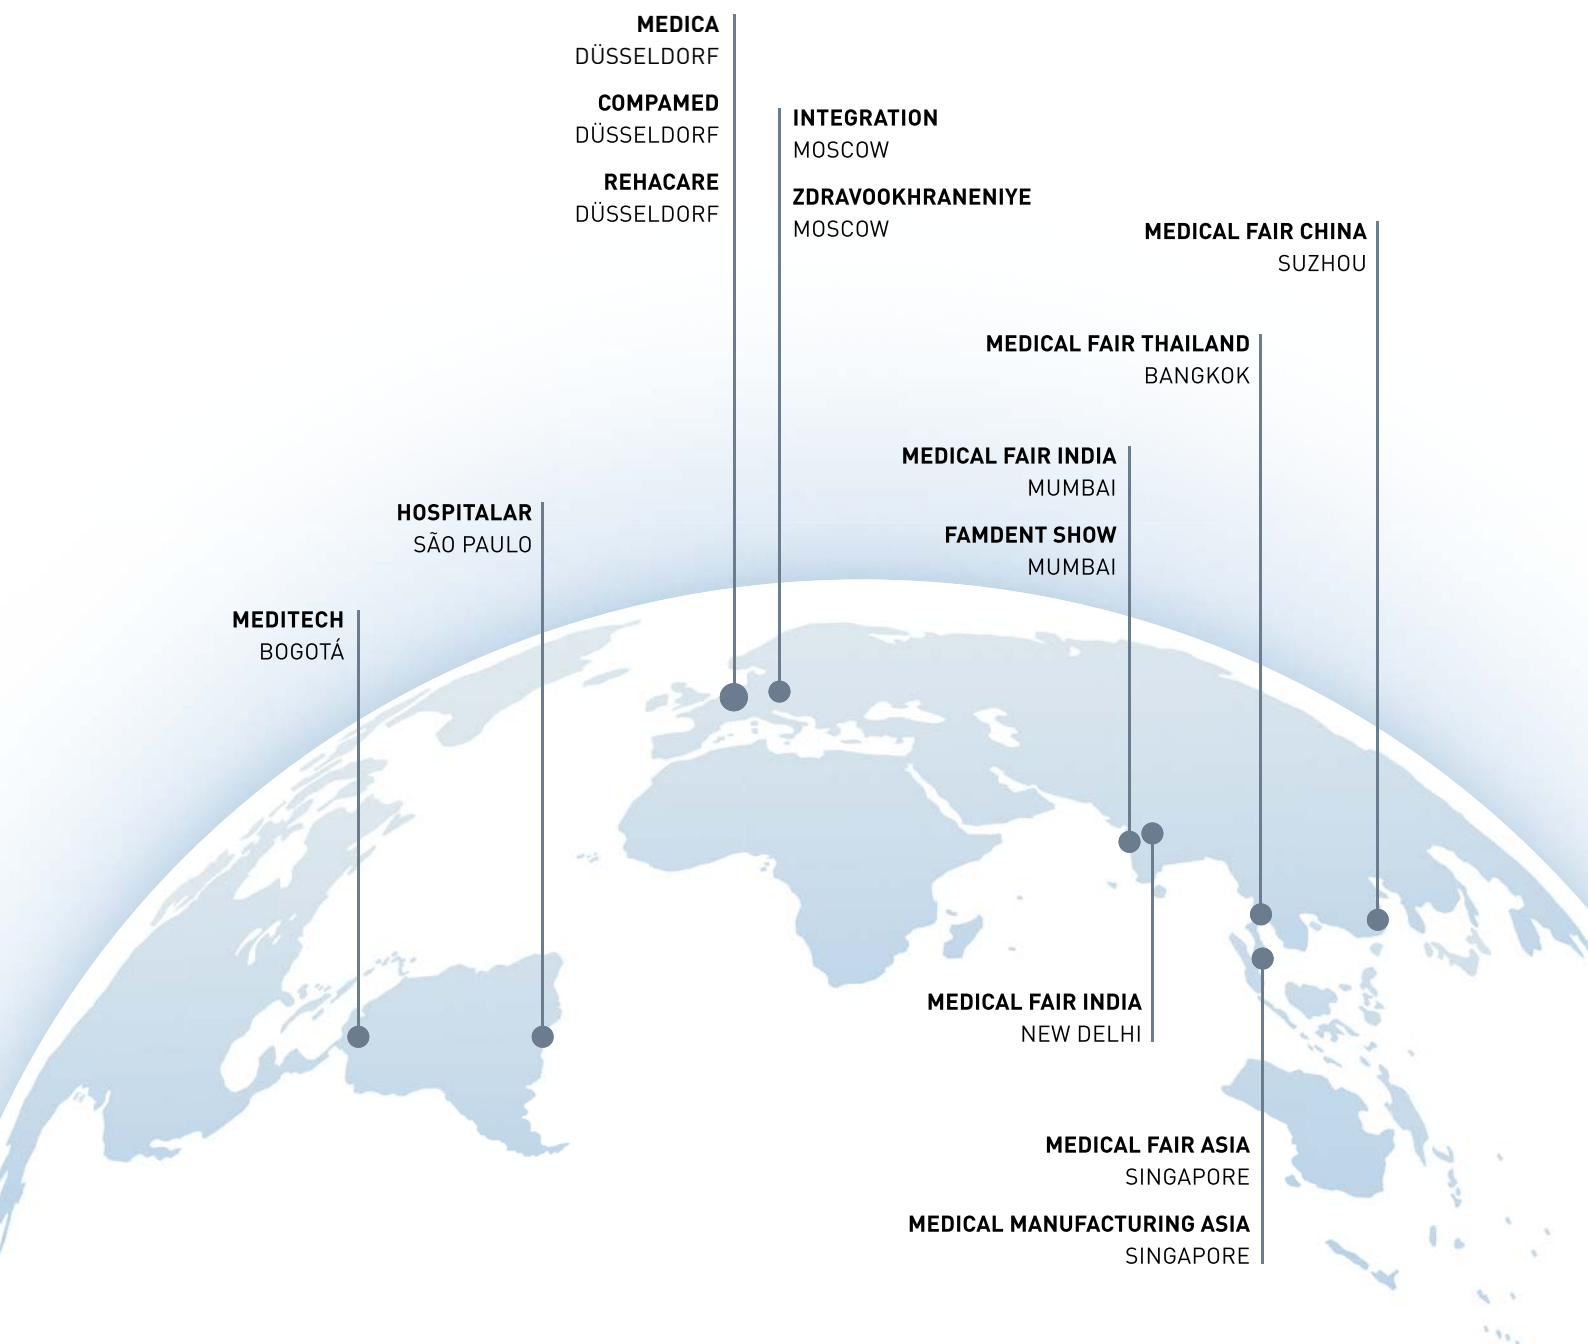 MEDICA
DÜSSELDORF
COMPAMED
DÜSSELDORF
REHACARE
DÜSSELDORF
INTEGRATION
MOSCOW
ZDRAVOOKHRANENIYE
MOSCOW
MEDICAL FAIR CHINA
SUZHOU
MEDICAL FAIR THAILAND
BANGKOK
MEDICAL FAIR INDIA
MUMBAI
FAMDENT SHOW
MUMBAI
HOSPITALAR
SÃO PAULO
MEDITECH
BOGOTÁ
MEDICAL FAIR INDIA
NEW DELHI
MEDICAL FAIR ASIA
SINGAPORE
MEDICAL MANUFACTURING ASIA
SINGAPORE